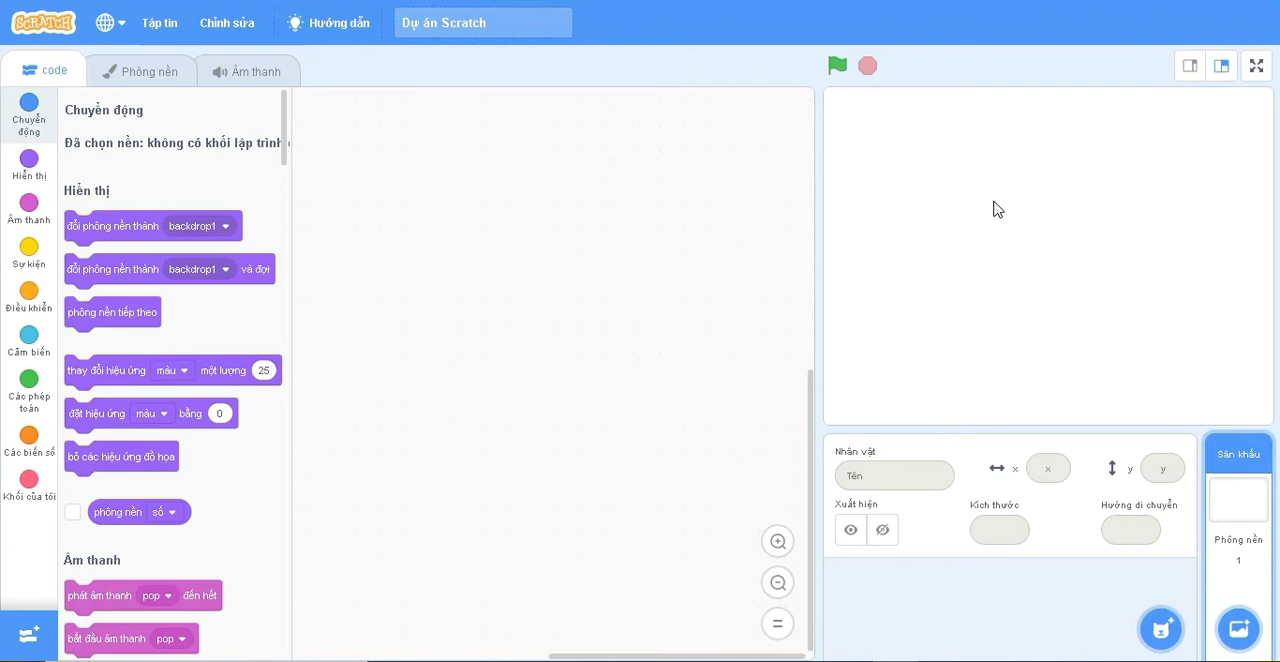 SCRATCH
Tập tin
Chỉnh sửa
Hướng dẫn
Dự án Scratch
code
Phông nền
Âm thanh
Chuyển động
Hiển thị
Âm thanh
Sự kiện
Điều khiển
Cảm biến
Các phép toán
Các biến số
Khối của tôi
Chuyển động
Đã chọn nền: không có khối lập trình
Hiển thị
đổi phông nền thành backdrop1
đổi phông nền thành backdrop1 và đợi
phông nền tiếp theo
thay đổi hiệu ứng màu một lượng 25
đặt hiệu ứng màu bằng 0
bỏ các hiệu ứng đồ họa
phông nền số
Âm thanh
phát âm thanh pop đến hết
bắt đầu âm thanh pop
Nhân vật
Tên
x x
y y
Xuất hiện
Kích thước
Hướng di chuyển
Sân khấu
Phông nền
1